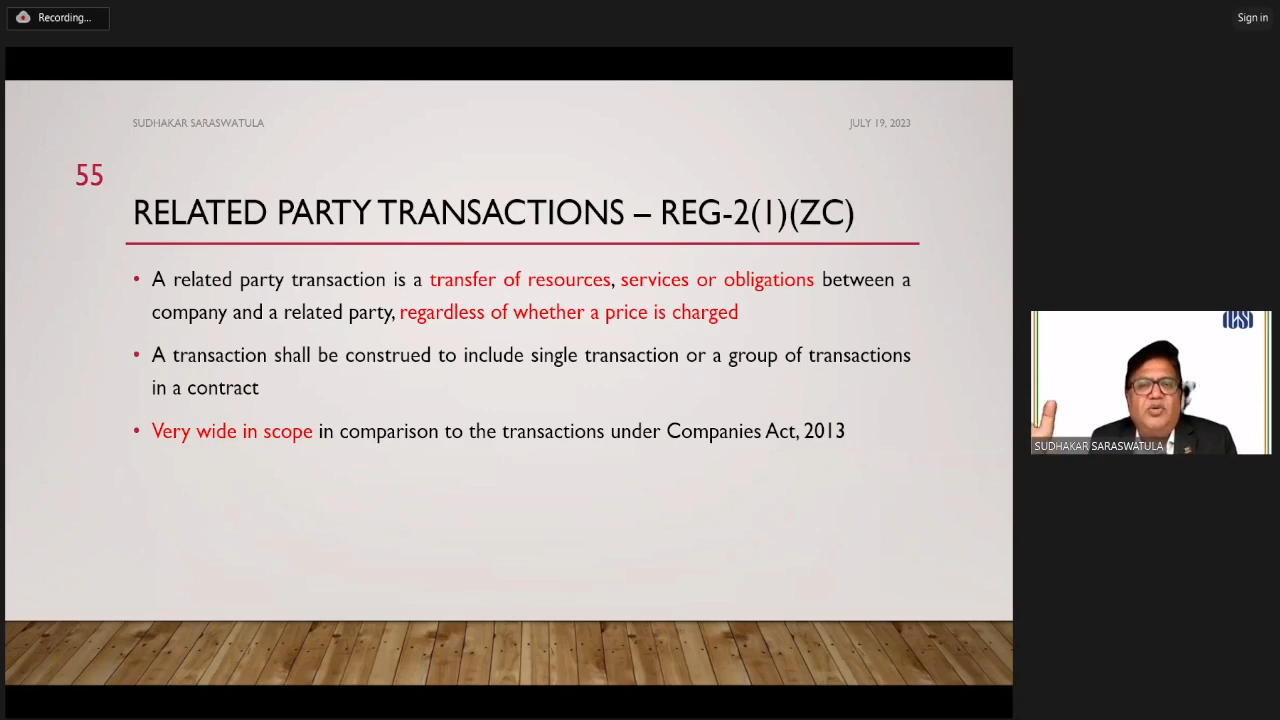 Recording...
Sign in
SUDHAKAR SARASWATULA
JULY 19, 2023
55
RELATED PARTY TRANSACTIONS – REG-2(1)(ZC)
• A related party transaction is a transfer of resources, services or obligations between a
company and a related party, regardless of whether a price is charged
• A transaction shall be construed to include single transaction or a group of transactions
in a contract
• Very wide in scope in comparison to the transactions under Companies Act, 2013
ICSI
SUDHAKAR SARASWATULA